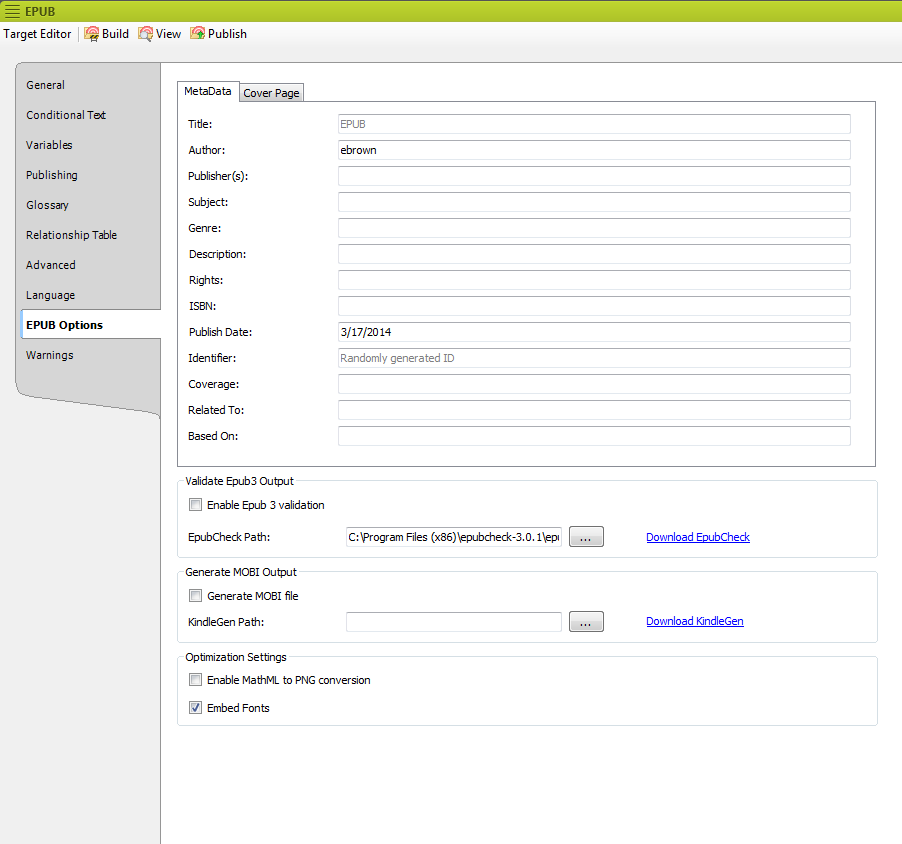 EPUB
Target Editor Build View Publish
General
Conditional Text
Variables
Publishing
Glossary
Relationship Table
Advanced
Language
EPUB Options
Warnings
MetaData Cover Page
Title: EPUB
Author: ebrown
Publisher(s):
Subject:
Genre:
Description:
Rights:
ISBN:
Publish Date: 3/17/2014
Identifier: Randomly generated ID
Coverage:
Related To:
Based On:
Validate Epub3 Output
Enable Epub 3 validation
EpubCheck Path: C:\Program Files (x86)\epubcheck-3.0.1\epu ... Download EpubCheck
Generate MOBI Output
Generate MOBI file
KindleGen Path: ... Download KindleGen
Optimization Settings
Enable MathML to PNG conversion
Embed Fonts